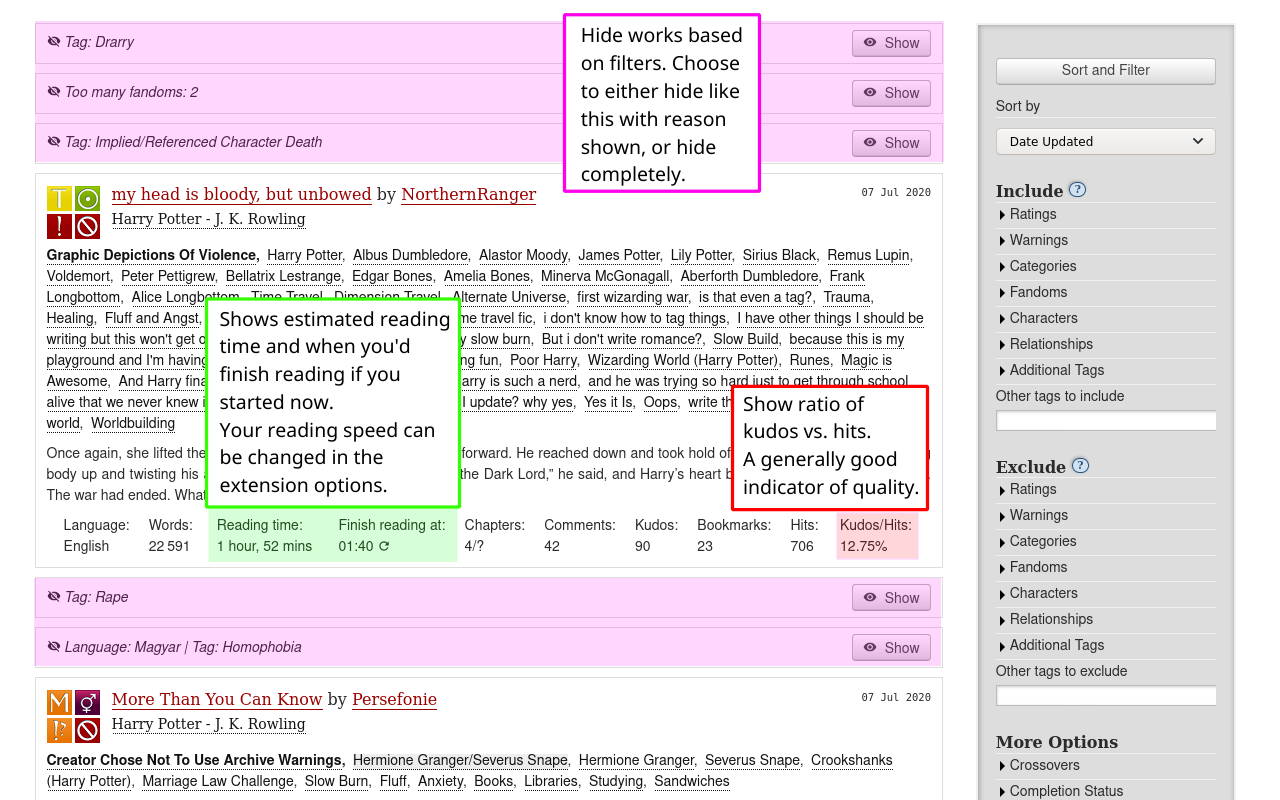 Tag: Drarry
Show
Too many fandoms: 2
Show
Tag: Implied/Referenced Character Death
Show
Hide works based
on filters. Choose
to either hide like
this with reason
shown, or hide
completely.
my head is bloody, but unbowed by NorthernRanger
07 Jul 2020
Harry Potter - J. K. Rowling
Graphic Depictions Of Violence, Harry Potter, Albus Dumbledore, Alastor Moody, James Potter, Lily Potter, Sirius Black, Remus Lupin,
Voldemort, Peter Pettigrew, Bellatrix Lestrange, Edgar Bones, Amelia Bones, Minerva McGonagall, Aberforth Dumbledore, Frank
Longbottom, Alice Longbottom, Time Travel, Dimension Travel, Alternate Universe, first wizarding war, is that even a tag?, Trauma,
Healing, Fluff and Angst, me travel fic, i don't know how to tag things, I have other things I should be
writing but this won't get o y slow burn, But i don't write romance?, Slow Build, because this is my
playground and I'm having ng fun, Poor Harry, Wizarding World (Harry Potter), Runes, Magic is
Awesome, And Harry fina arry is such a nerd, and he was trying so hard just to get through school
alive that we never knew i I update? why yes, Yes it Is, Oops, write th
world, Worldbuilding
Once again, she lifted the forward. He reached down and took hold of
body up and twisting his the Dark Lord,” he said, and Harry’s heart
The war had ended. What
Shows estimated reading
time and when you'd
finish reading if you
started now.
Your reading speed can
be changed in the
extension options.
Show ratio of
kudos vs. hits.
A generally good
indicator of quality.
Language: Words: Reading time: Finish reading at: Chapters: Comments: Kudos: Bookmarks: Hits: Kudos/Hits:
English 22 591 1 hour, 52 mins 01:40 4/? 42 90 23 706 12.75%
Tag: Rape
Show
Language: Magyar | Tag: Homophobia
Show
More Than You Can Know by Persefonie
07 Jul 2020
Harry Potter - J. K. Rowling
Creator Chose Not To Use Archive Warnings, Hermione Granger/Severus Snape, Hermione Granger, Severus Snape, Crookshanks
(Harry Potter), Marriage Law Challenge, Slow Burn, Fluff, Anxiety, Books, Libraries, Studying, Sandwiches
Sort and Filter
Sort by
Date Updated
Include ?
Ratings
Warnings
Categories
Fandoms
Characters
Relationships
Additional Tags
Other tags to include
Exclude ?
Ratings
Warnings
Categories
Fandoms
Characters
Relationships
Additional Tags
Other tags to exclude
More Options
Crossovers
Completion Status